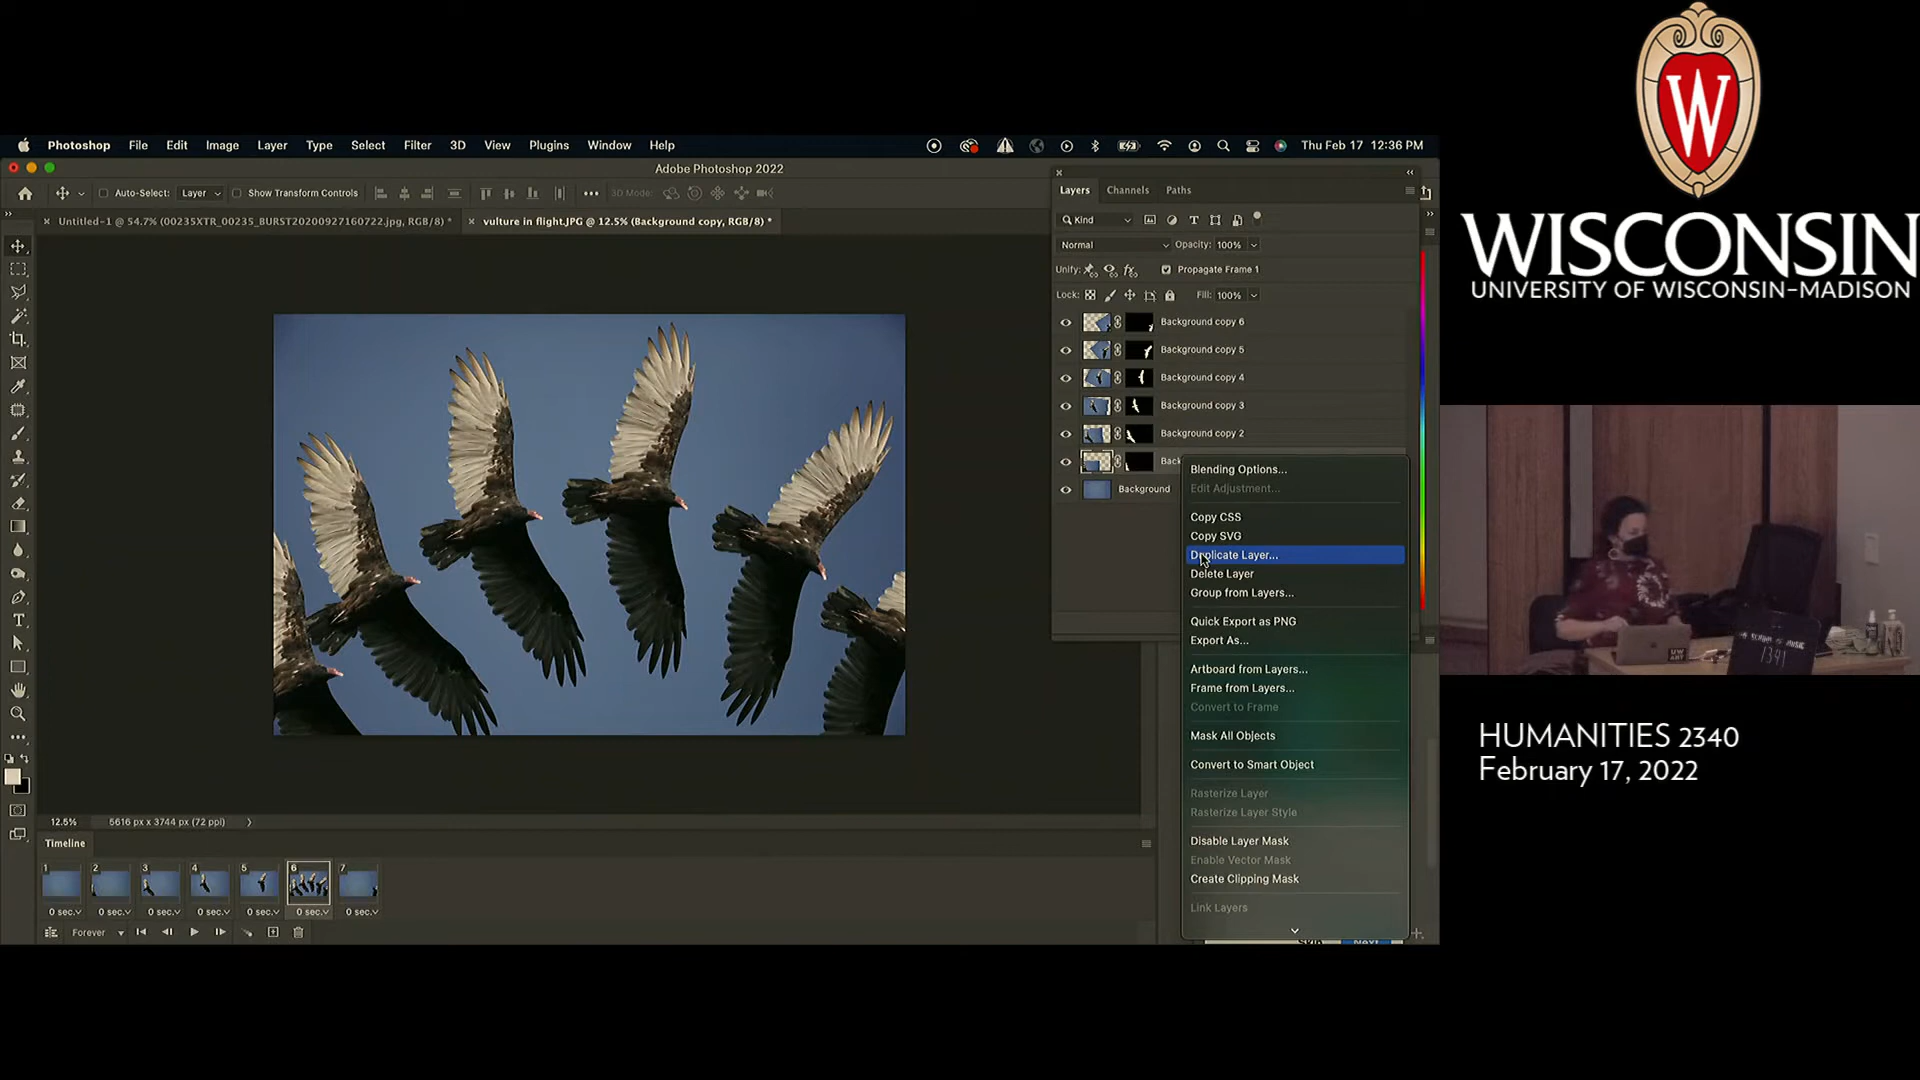 Photoshop File Edit Image Layer Type Select Filter 3D View Plugins Window Help
Thu Feb 17 12:36 PM
Adobe Photoshop 2022
Auto-Select: Layer Show Transform Controls
3D Mode:
Untitled-1 @ 54.7% (00235XTR_00235_BURST20200927160722.jpg, RGB/8) *
vulture in flight.JPG @ 12.5% (Background copy, RGB/8) *
Layers Channels Paths
Kind
Normal Opacity: 100%
Unify: Propagate Frame 1
Lock: Fill: 100%
Background copy 6
Background copy 5
Background copy 4
Background copy 3
Background copy 2
Bac
Background
Blending Options...
Edit Adjustment...
Copy CSS
Copy SVG
Duplicate Layer...
Delete Layer
Group from Layers...
Quick Export as PNG
Export As...
Artboard from Layers...
Frame from Layers...
Convert to Frame
Mask All Objects
Convert to Smart Object
Rasterize Layer
Rasterize Layer Style
Disable Layer Mask
Enable Vector Mask
Create Clipping Mask
Link Layers
12.5% 5616 px x 3744 px (72 ppi)
Timeline
1 2 3 4 5 6 7
0 sec. 0 sec. 0 sec. 0 sec. 0 sec. 0 sec. 0 sec.
Forever
W
WISCONSIN
UNIVERSITY OF WISCONSIN–MADISON
UW
ART
1341
HUMANITIES 2340
February 17, 2022